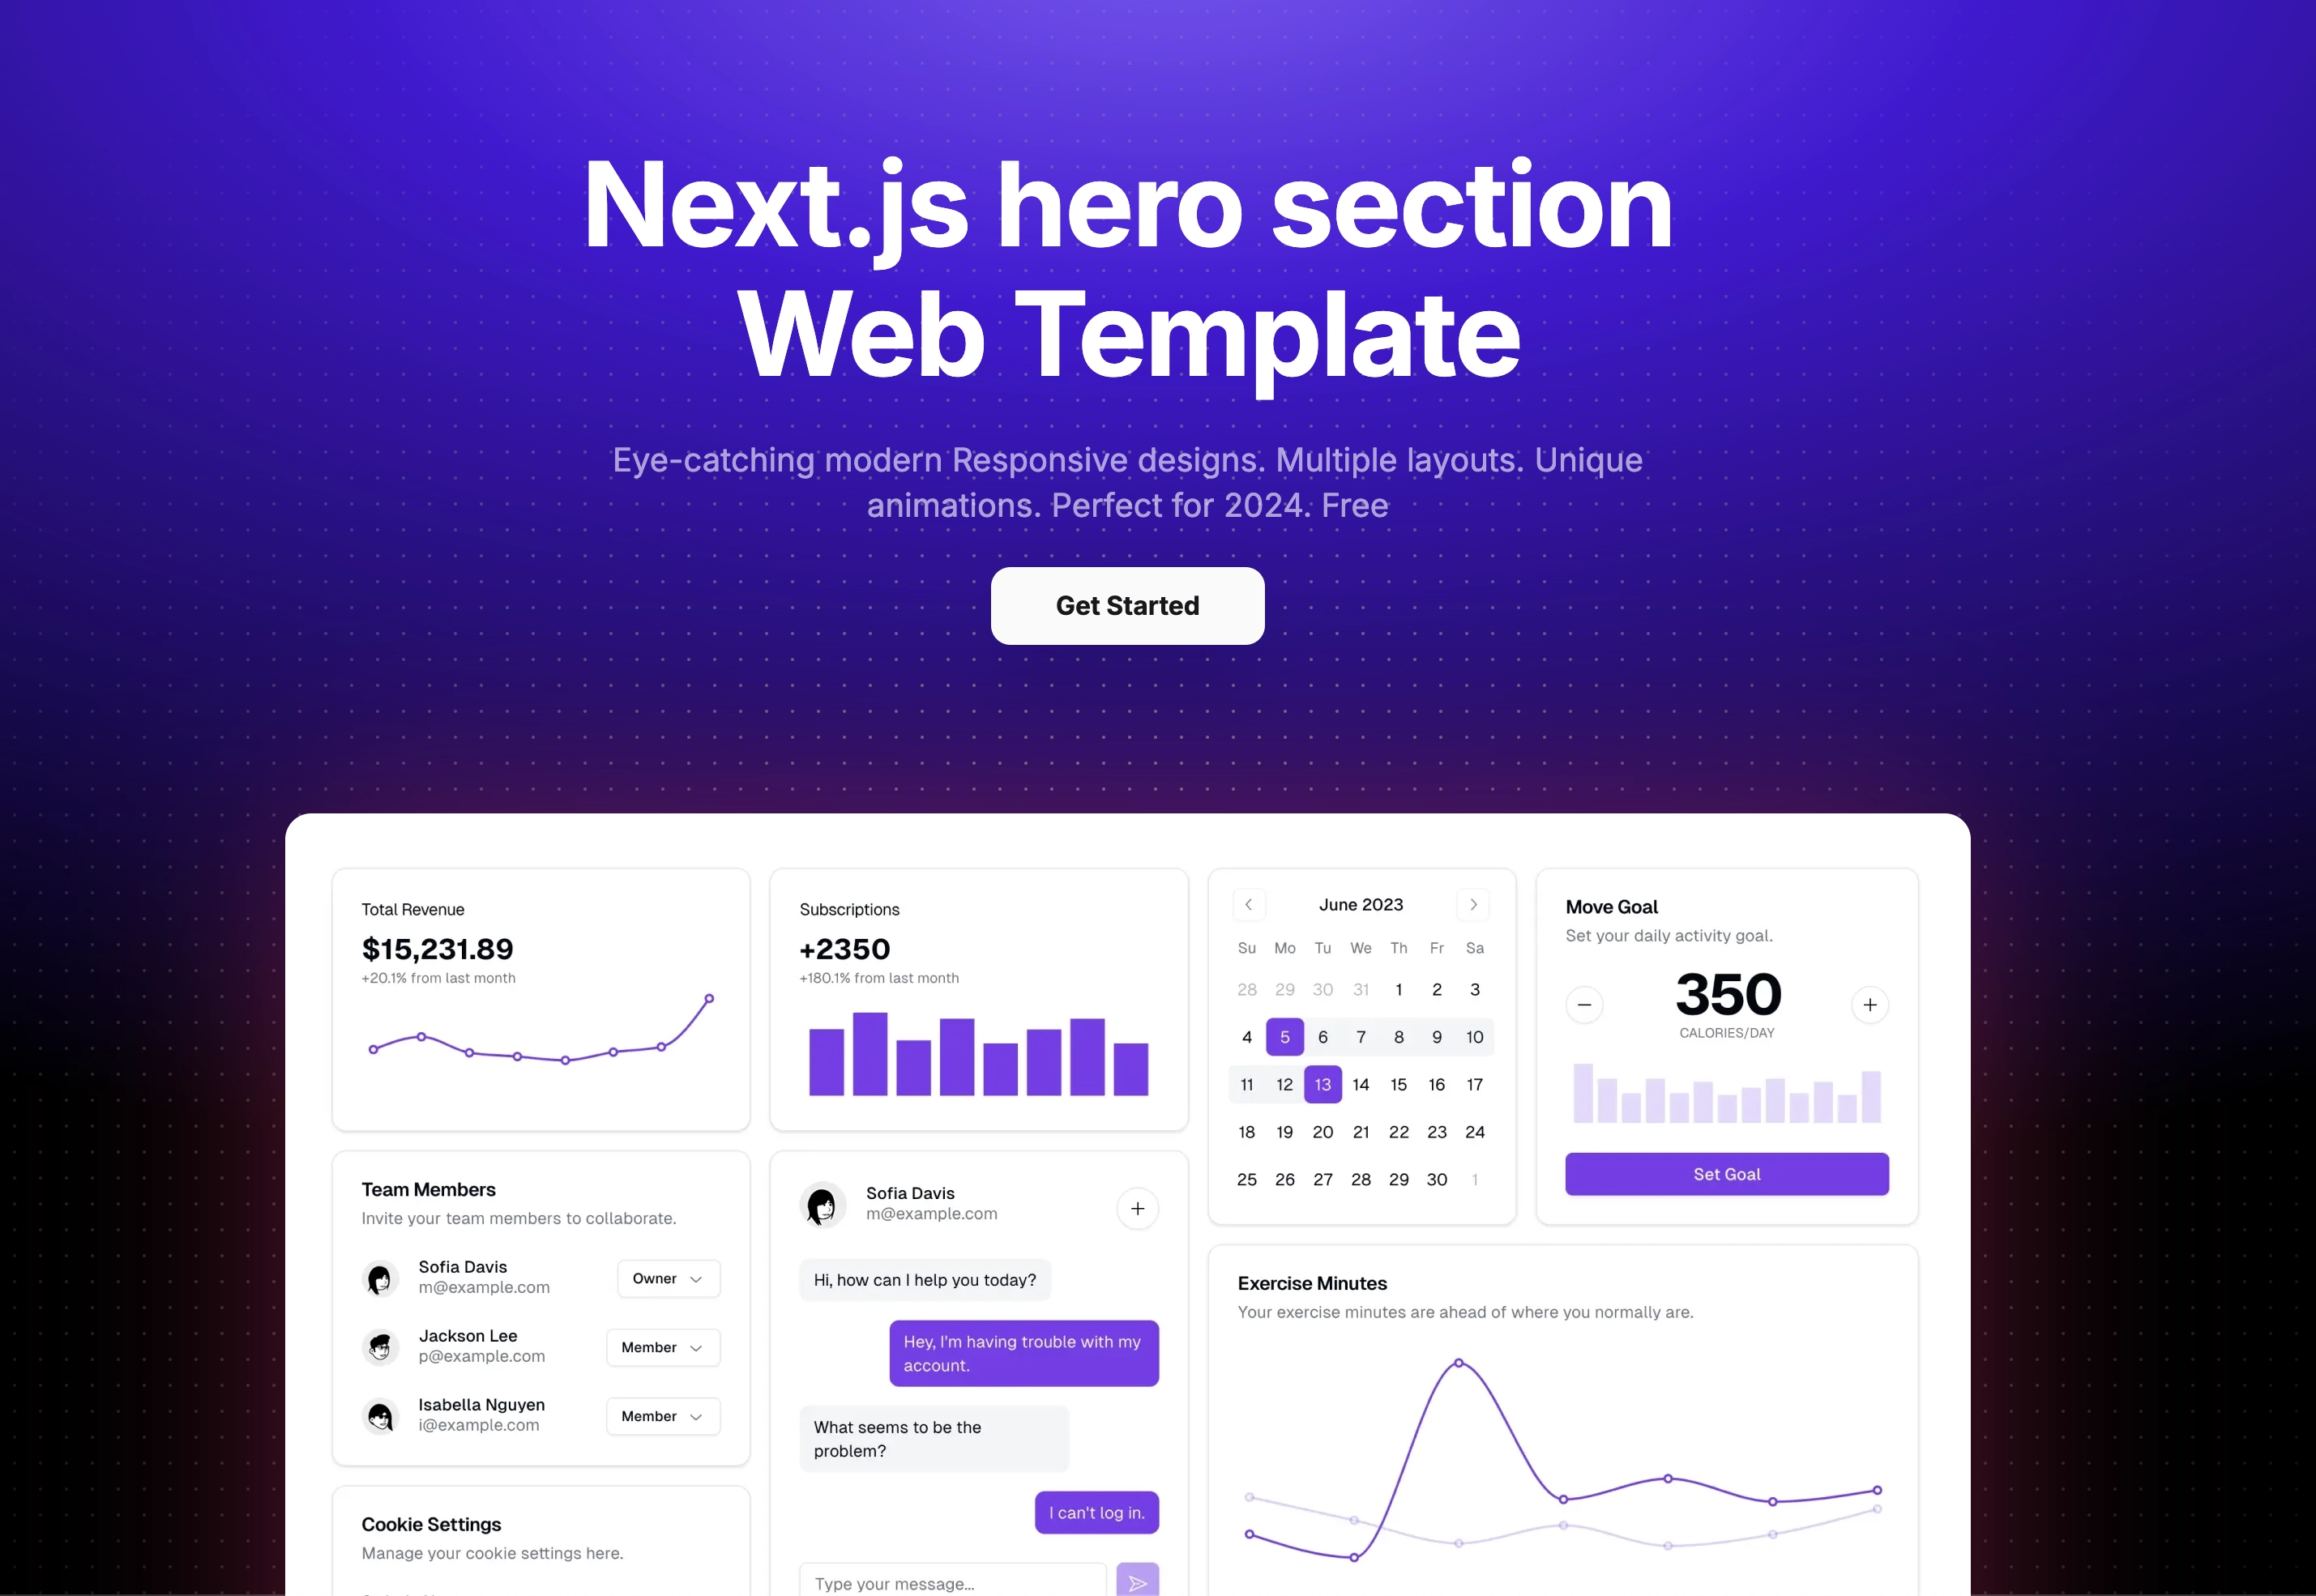 Next.js hero section
Web Template
Eye-catching modern Responsive designs. Multiple layouts. Unique
animations. Perfect for 2024. Free
Get Started
Total Revenue
$15,231.89
+20.1% from last month
Subscriptions
+2350
+180.1% from last month
June 2023
Su Mo Tu We Th Fr Sa
28 29 30 31 1 2 3
4 5 6 7 8 9 10
11 12 13 14 15 16 17
18 19 20 21 22 23 24
25 26 27 28 29 30 1
Move Goal
Set your daily activity goal.
350
CALORIES/DAY
Set Goal
Team Members
Invite your team members to collaborate.
Sofia Davis
m@example.com
Owner
Jackson Lee
p@example.com
Member
Isabella Nguyen
i@example.com
Member
Sofia Davis
m@example.com
Hi, how can I help you today?
Hey, I'm having trouble with my
account.
What seems to be the
problem?
I can't log in.
Type your message...
Exercise Minutes
Your exercise minutes are ahead of where you normally are.
Cookie Settings
Manage your cookie settings here.